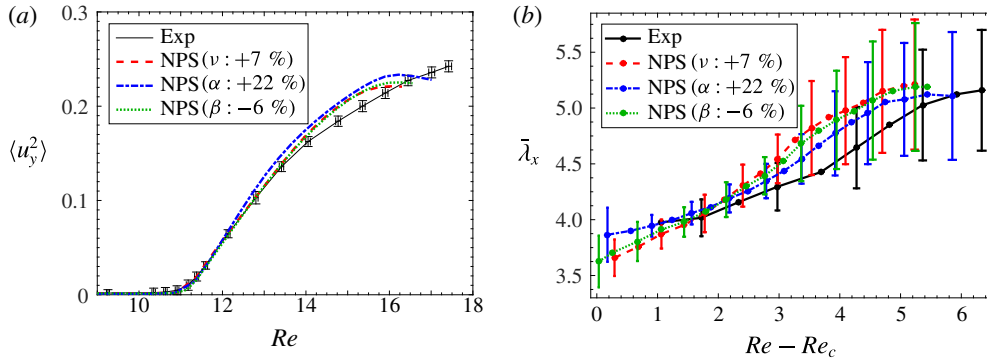 (a)
Exp
NPS (ν : +7 %)
NPS (α : +22 %)
NPS (β : −6 %)
0.3
0.2
0.1
0
⟨u_y^2⟩
10 12 14 16 18
Re
(b)
Exp
NPS (ν : +7 %)
NPS (α : +22 %)
NPS (β : −6 %)
5.5
5.0
4.5
4.0
3.5
λ̄_x
0 1 2 3 4 5 6
Re − Re_c